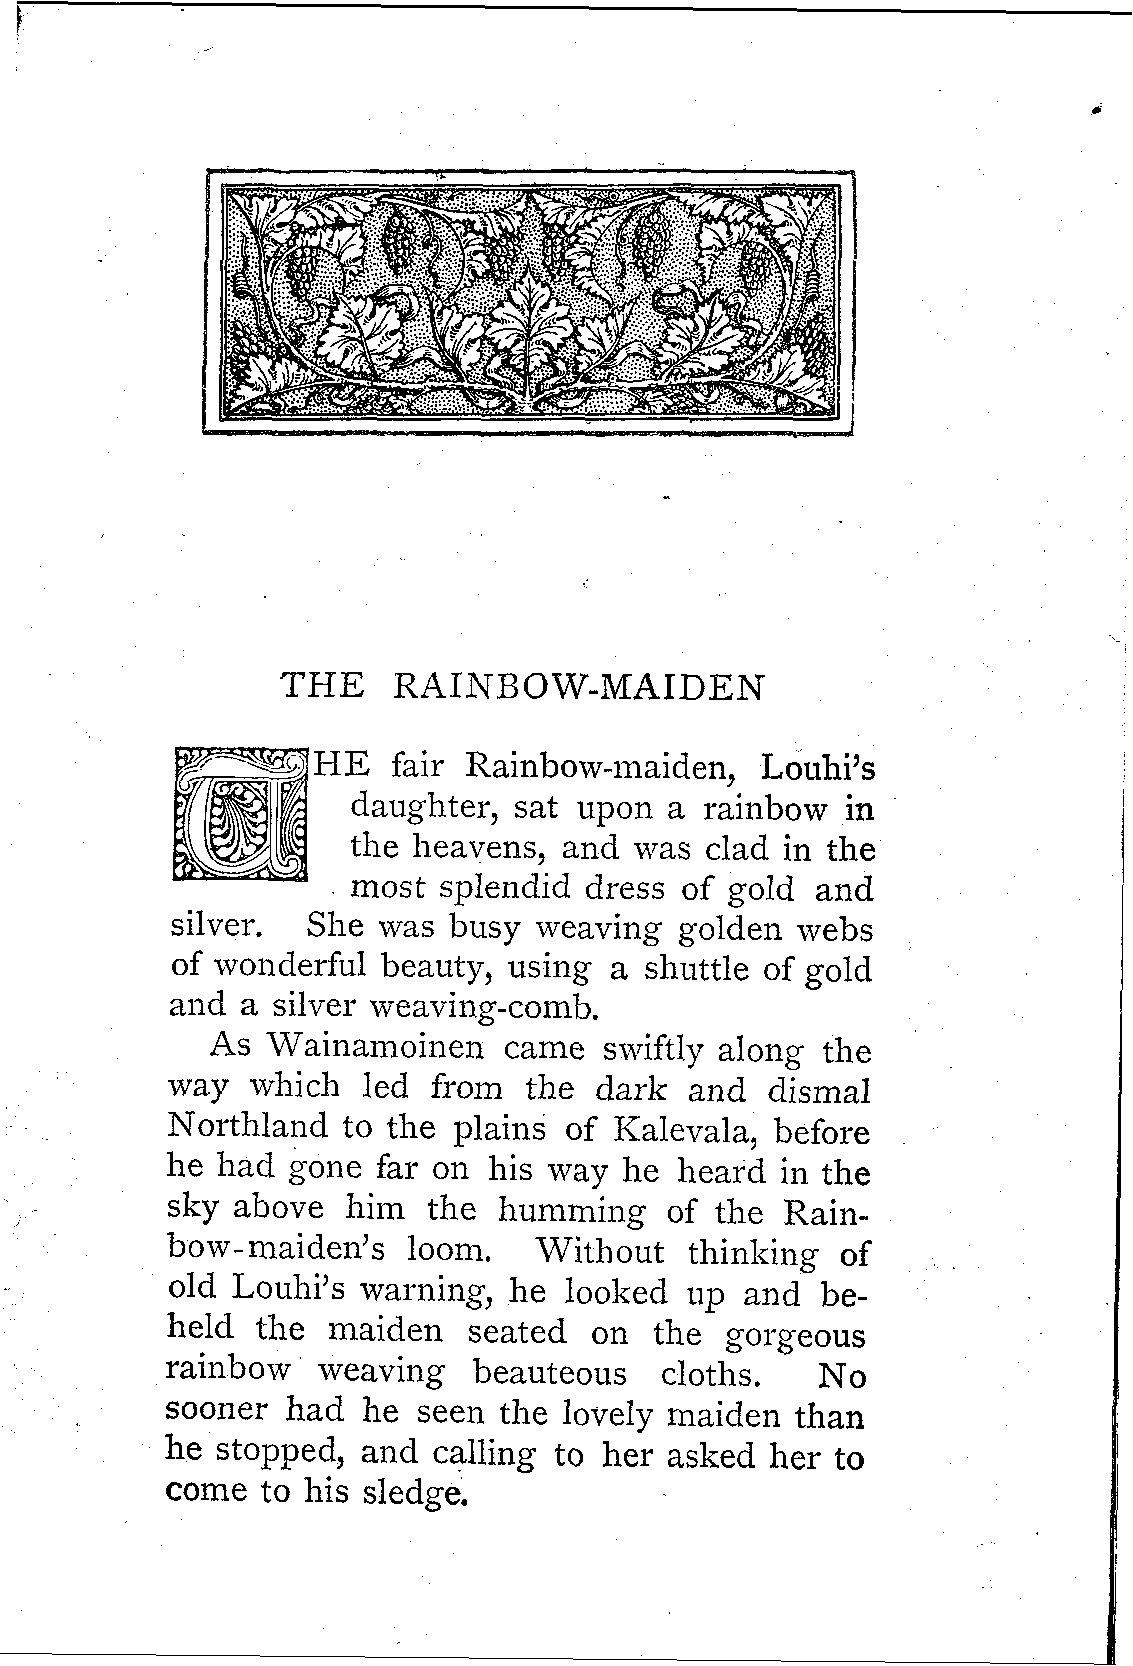 THE RAINBOW-MAIDEN
THE fair Rainbow-maiden, Louhi's
daughter, sat upon a rainbow in
the heavens, and was clad in the
most splendid dress of gold and
silver. She was busy weaving golden webs
of wonderful beauty, using a shuttle of gold
and a silver weaving-comb.
As Wainamoinen came swiftly along the
way which led from the dark and dismal
Northland to the plains of Kalevala, before
he had gone far on his way he heard in the
sky above him the humming of the Rain-
bow-maiden's loom. Without thinking of
old Louhi's warning, he looked up and be-
held the maiden seated on the gorgeous
rainbow weaving beauteous cloths. No
sooner had he seen the lovely maiden than
he stopped, and calling to her asked her to
come to his sledge.